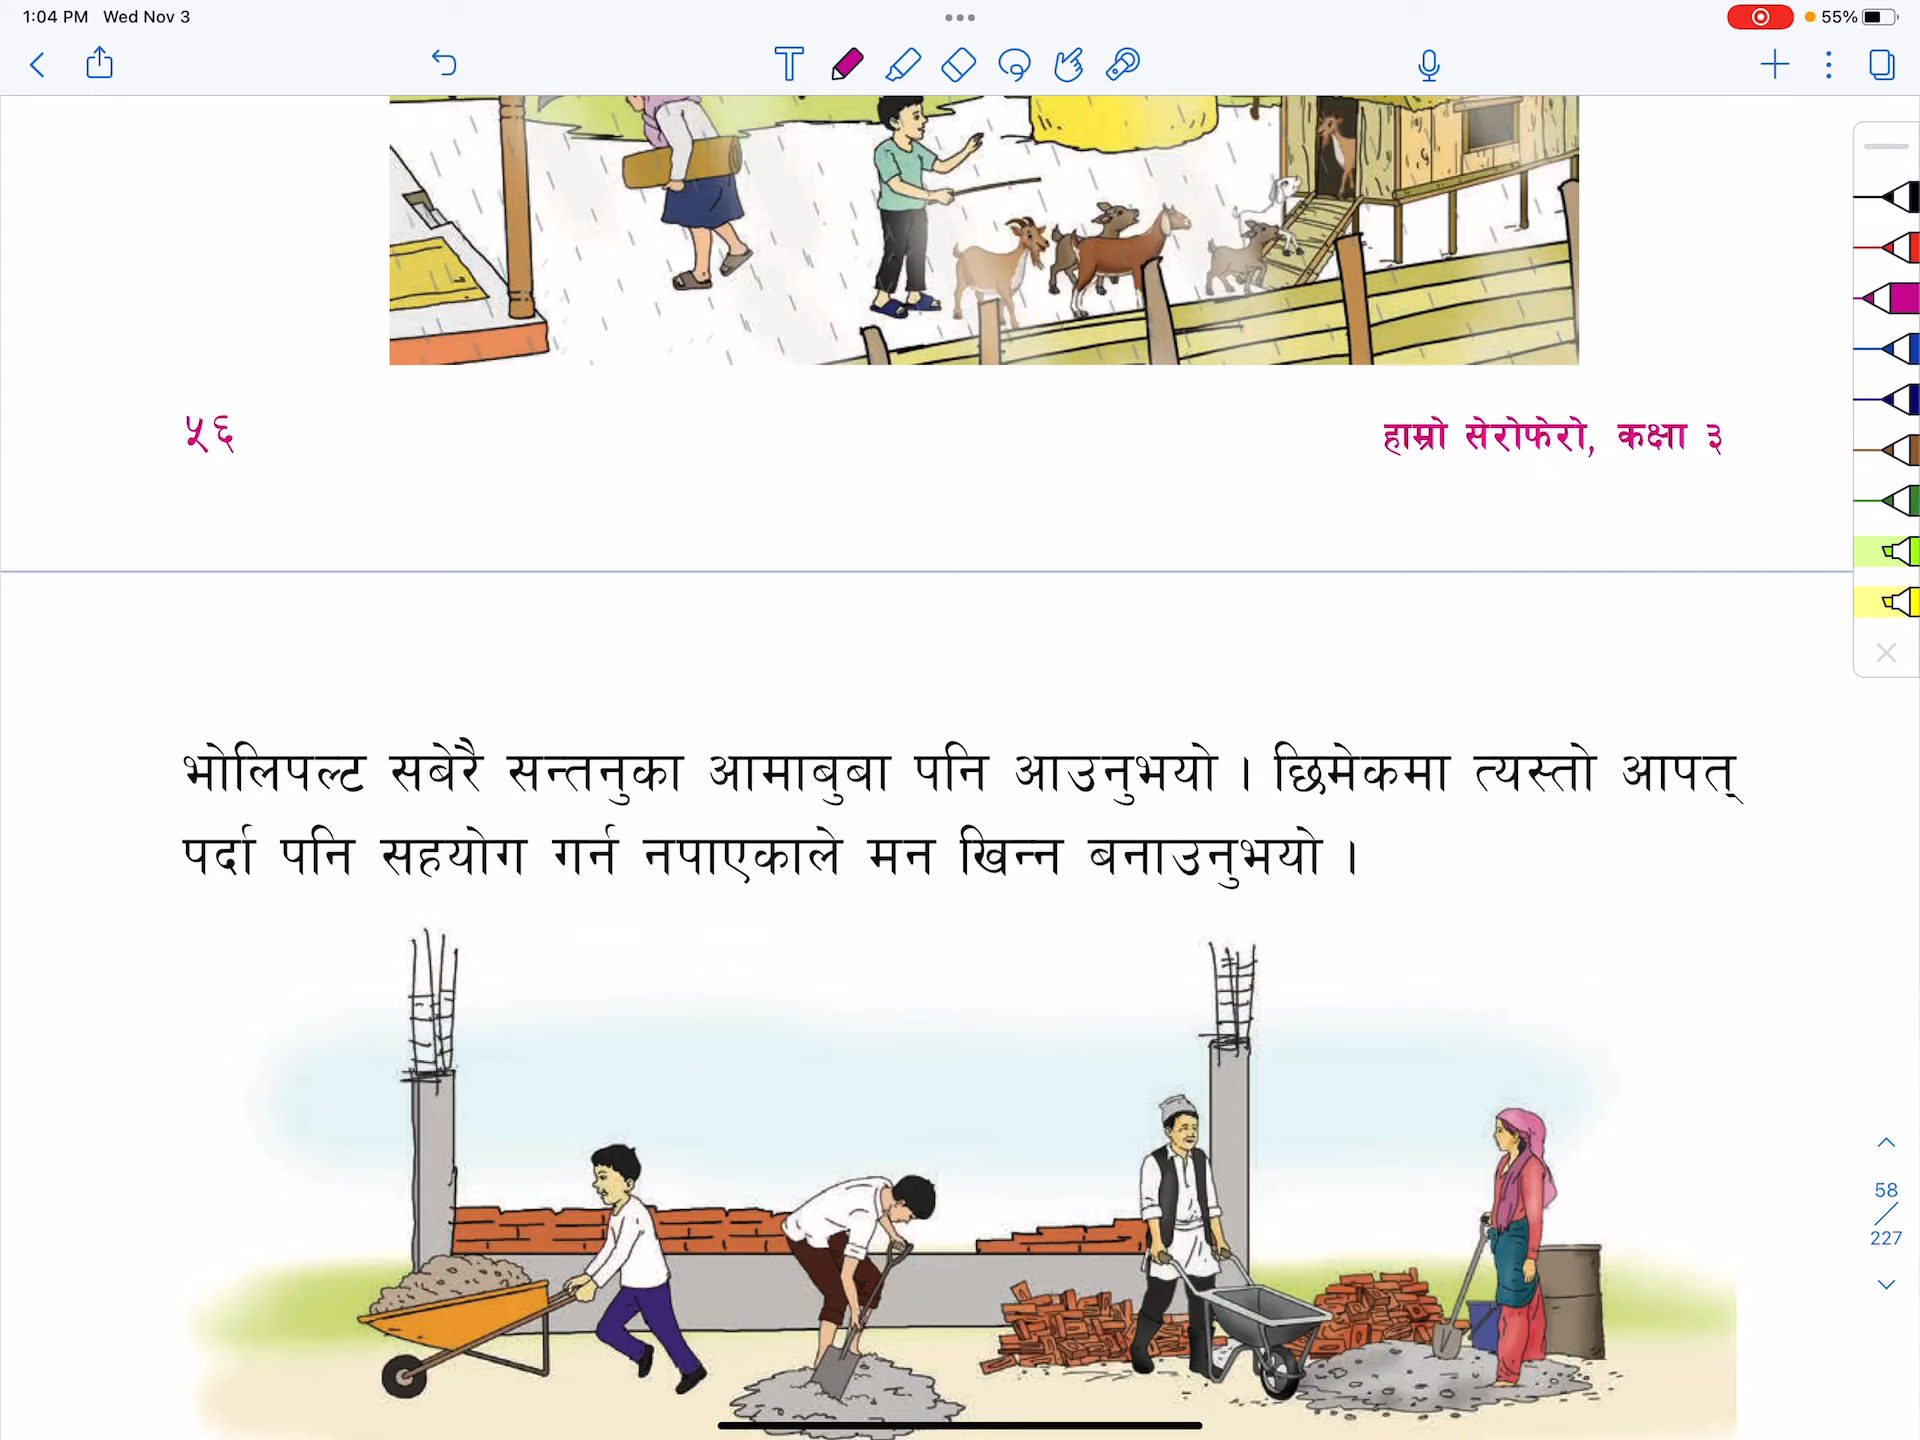 1:04 PM Wed Nov 3
55%
५६
हाम्रो सेरोफेरो, कक्षा ३
भोलिपल्ट सबेरै सन्तनुका आमाबुबा पनि आउनुभयो । छिमेकमा त्यस्तो आपत्
पर्दा पनि सहयोग गर्न नपाएकाले मन खिन्न बनाउनुभयो ।
58
227